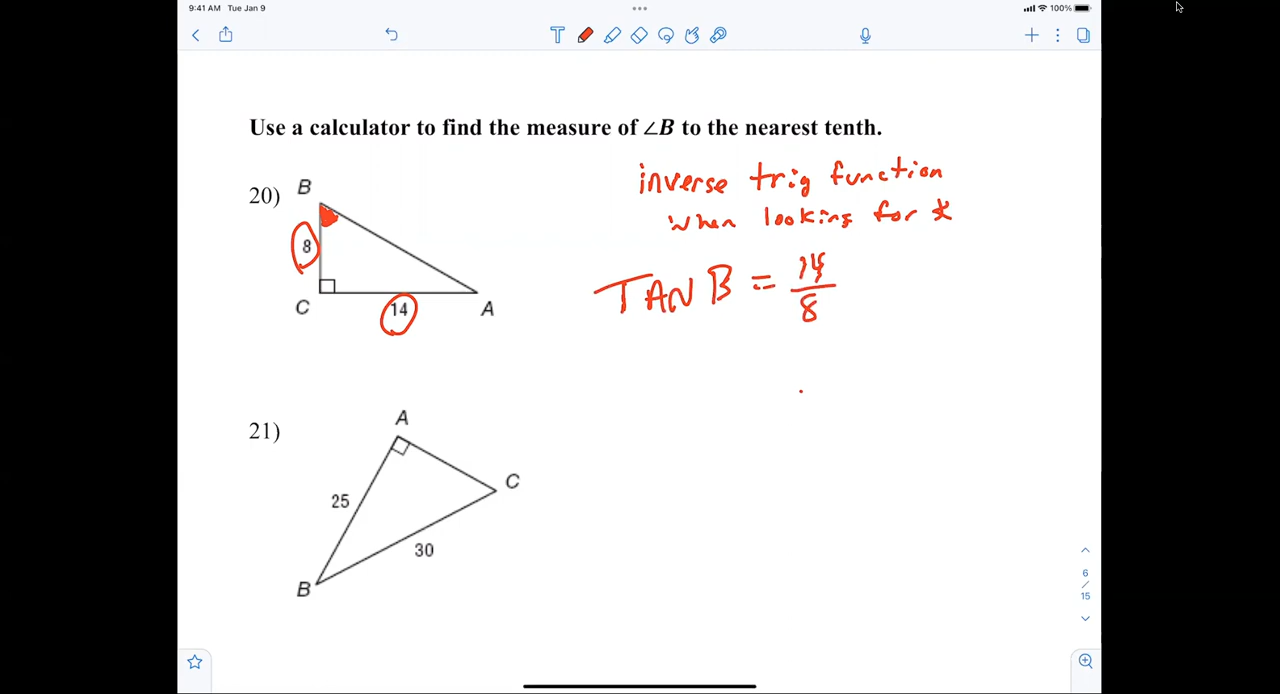 9:41 AM Tue Jan 9
100%
Use a calculator to find the measure of ∠B to the nearest tenth.
inverse trig function
when looking for ∡
20)
B
8
C
14
A
TAN B = 14/8
21)
A
C
25
30
B
6
/
15